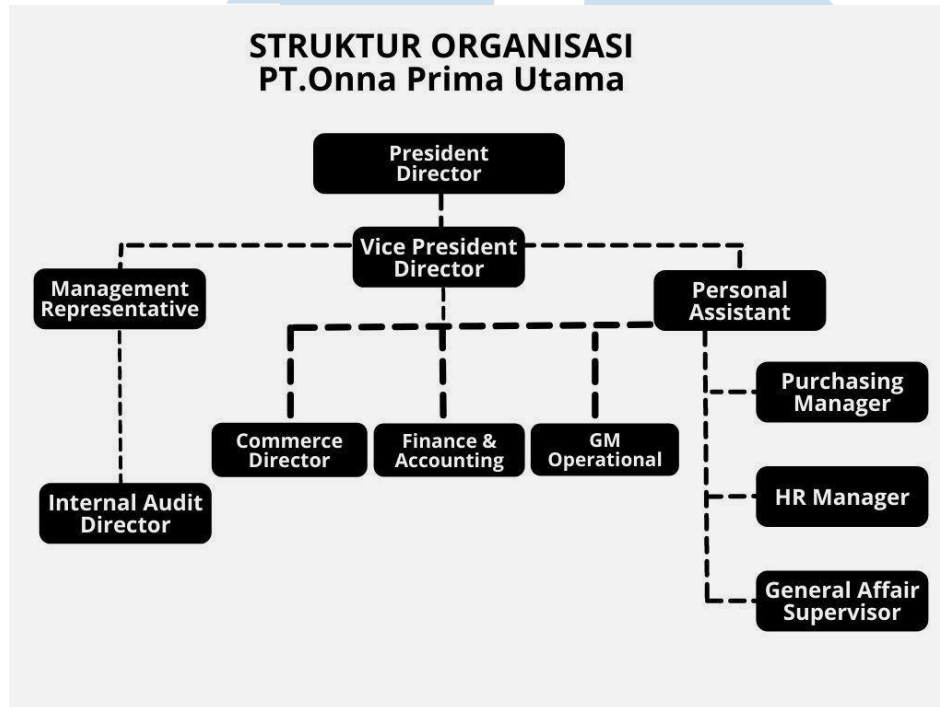 STRUKTUR ORGANISASI
PT.Onna Prima Utama
President
Director
Vice President
Director
Management
Representative
Personal
Assistant
Purchasing
Manager
Commerce
Director
Finance &
Accounting
GM
Operational
HR Manager
Internal Audit
Director
General Affair
Supervisor